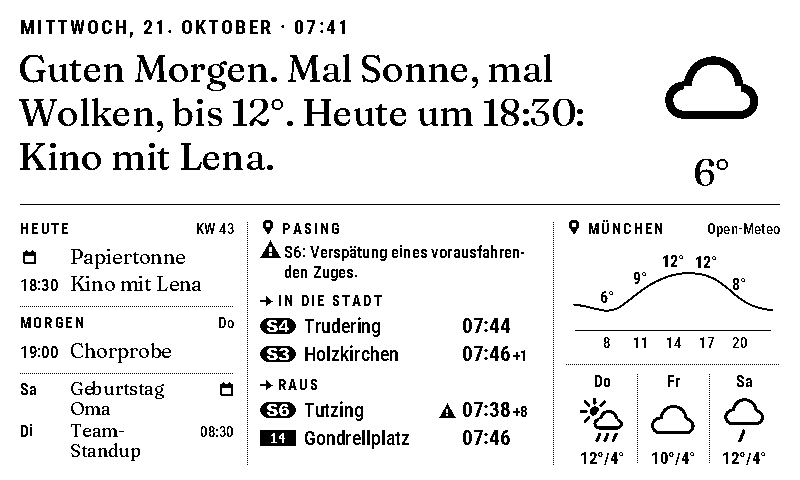 MITTWOCH, 21. OKTOBER · 07:41
Guten Morgen. Mal Sonne, mal
Wolken, bis 12°. Heute um 18:30:
Kino mit Lena.
6°
HEUTE KW 43
Papiertonne
18:30 Kino mit Lena
MORGEN Do
19:00 Chorprobe
Sa Geburtstag
Oma
Di Team-
Standup 08:30
PASING
S6: Verspätung eines vorausfahren-
den Zuges.
→ IN DIE STADT
S4 Trudering 07:44
S3 Holzkirchen 07:46 +1
→ RAUS
S6 Tutzing 07:38 +8
14 Gondrellplatz 07:46
MÜNCHEN Open-Meteo
6° 9° 12° 12° 8°
8 11 14 17 20
Do Fr Sa
12°/4° 10°/4° 12°/4°